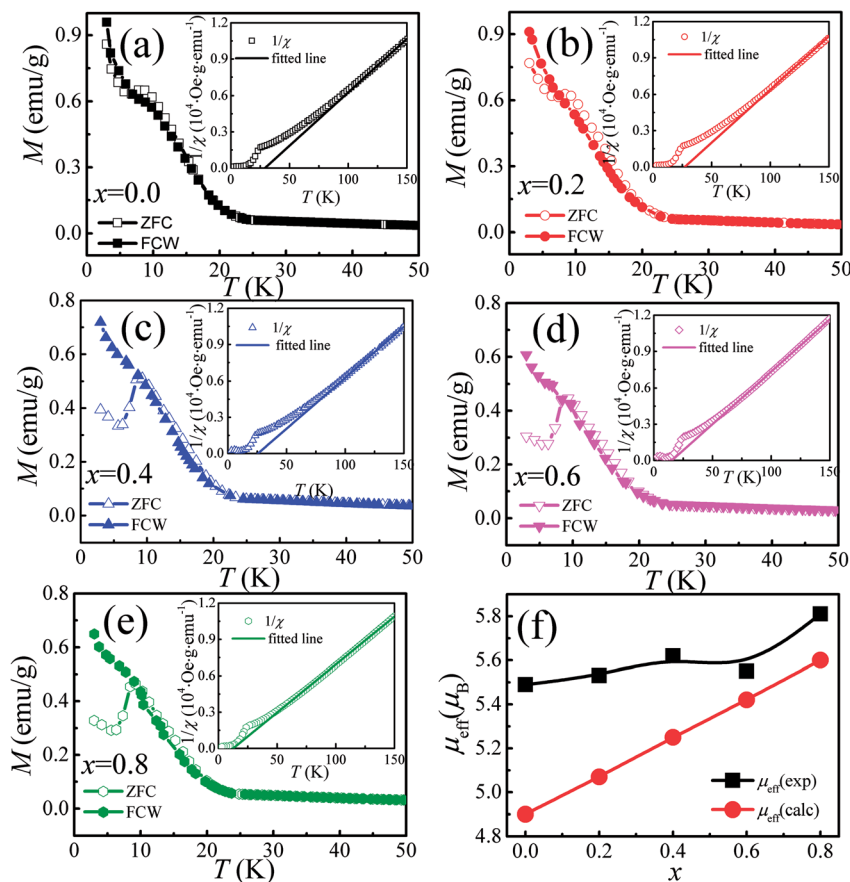 (a)
M (emu/g)
0.9
0.6
0.3
0.0
x=0.0
ZFC
FCW
0 10 20 30 40 50
T (K)
1/χ (10⁴·Oe·g·emu⁻¹)
1.2
0.9
0.6
0.3
0.0
1/χ
fitted line
0 50 100 150
T (K)
(b)
M (emu/g)
0.9
0.6
0.3
0.0
x=0.2
ZFC
FCW
0 10 20 30 40 50
T (K)
1/χ (10⁴·Oe·g·emu⁻¹)
1.2
0.9
0.6
0.3
0.0
1/χ
fitted line
0 50 100 150
T (K)
(c)
M (emu/g)
0.8
0.6
0.4
0.2
0.0
x=0.4
ZFC
FCW
0 10 20 30 40 50
T (K)
1/χ (10⁴·Oe·g·emu⁻¹)
1.2
0.9
0.6
0.3
0.0
1/χ
fitted line
0 50 100 150
T (K)
(d)
M (emu/g)
0.8
0.6
0.4
0.2
0.0
x=0.6
ZFC
FCW
0 10 20 30 40 50
T (K)
1/χ (10⁴·Oe·g·emu⁻¹)
1.2
0.9
0.6
0.3
0.0
1/χ
fitted line
0 50 100 150
T (K)
(e)
M (emu/g)
0.8
0.6
0.4
0.2
0.0
x=0.8
ZFC
FCW
0 10 20 30 40 50
T (K)
1/χ (10⁴·Oe·g·emu⁻¹)
1.2
0.9
0.6
0.3
0.0
1/χ
fitted line
0 50 100 150
T (K)
(f)
μeff(μB)
5.8
5.6
5.4
5.2
5.0
4.8
μeff(exp)
μeff(calc)
0.0 0.2 0.4 0.6 0.8
x